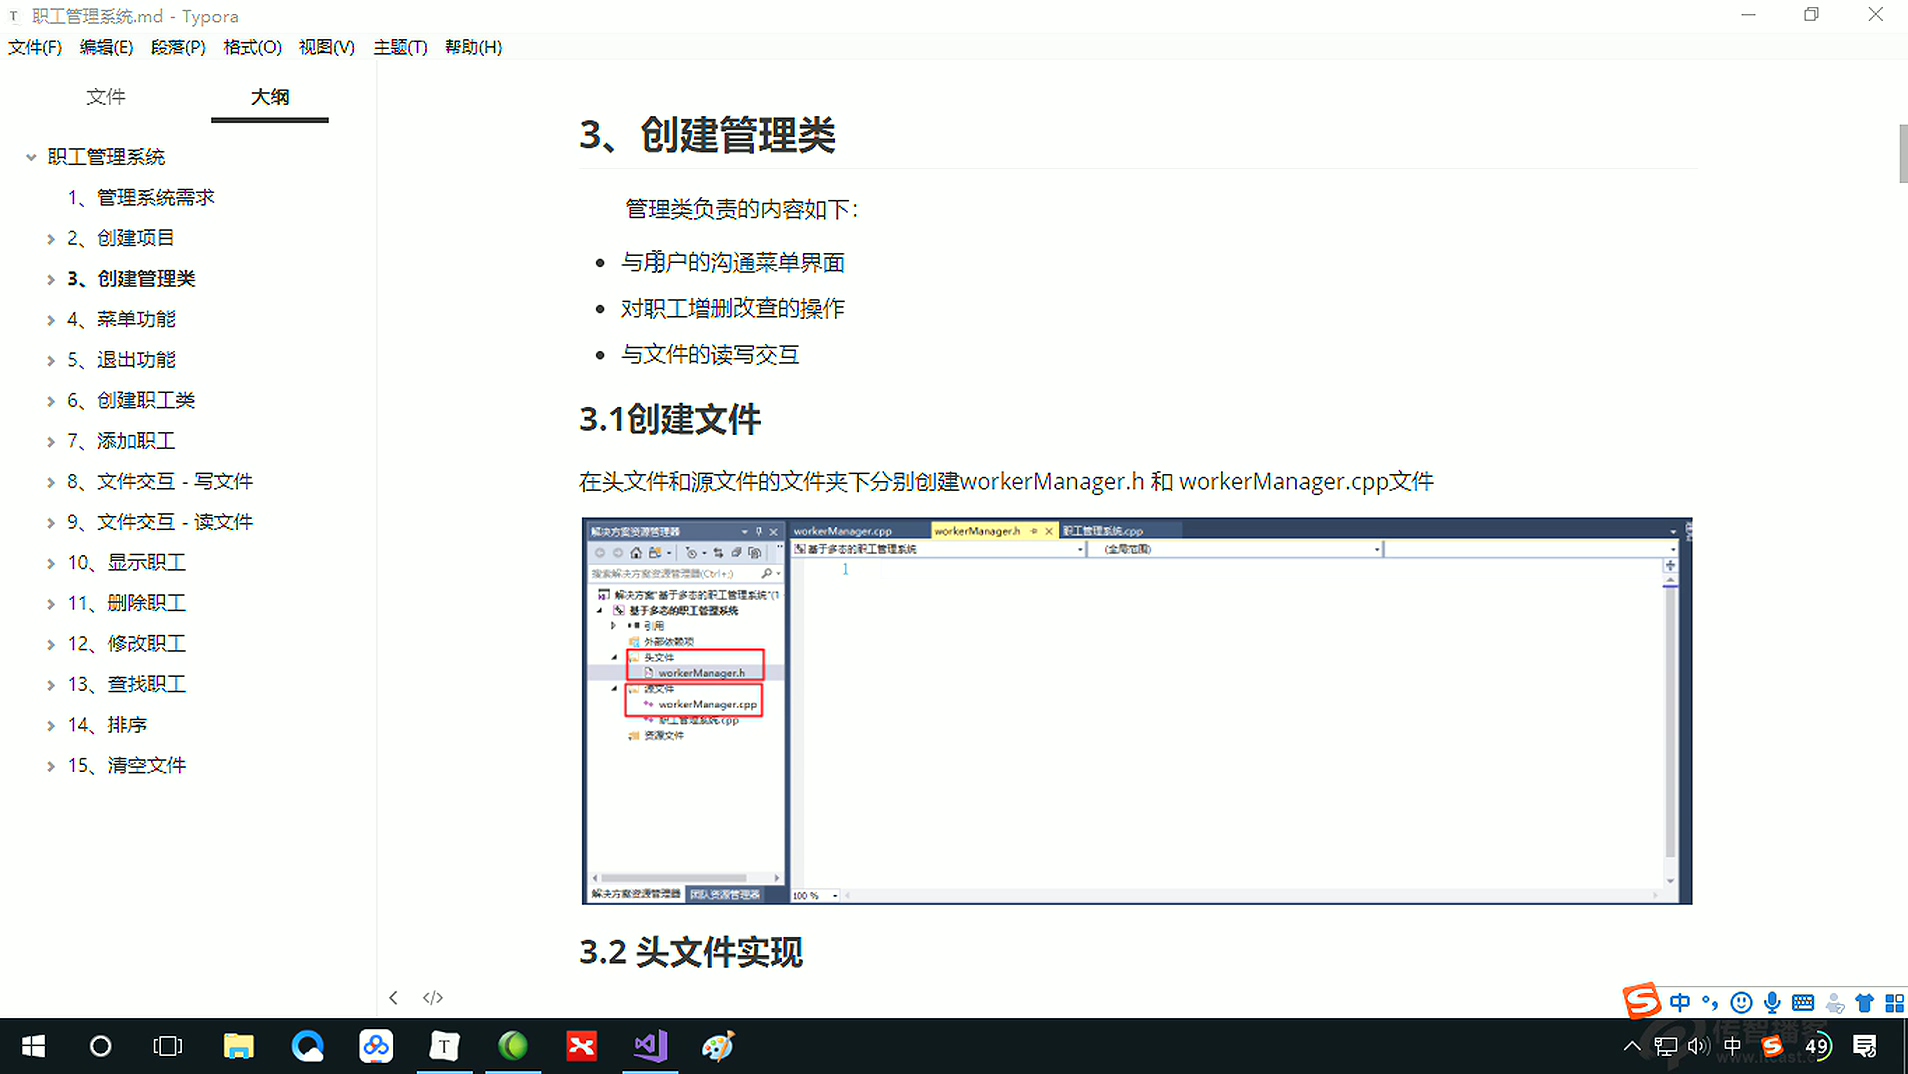 职工管理系统.md - Typora
文件(F) 编辑(E) 段落(P) 格式(O) 视图(V) 主题(T) 帮助(H)
文件 大纲
职工管理系统
1、管理系统需求
2、创建项目
3、创建管理类
4、菜单功能
5、退出功能
6、创建职工类
7、添加职工
8、文件交互 - 写文件
9、文件交互 - 读文件
10、显示职工
11、删除职工
12、修改职工
13、查找职工
14、排序
15、清空文件
3、创建管理类
管理类负责的内容如下：
与用户的沟通菜单界面
对职工增删改查的操作
与文件的读写交互
3.1创建文件
在头文件和源文件的文件夹下分别创建workerManager.h 和 workerManager.cpp文件
解决方案资源管理器
workerManager.cpp workerManager.h 职工管理系统.cpp
基于多态的职工管理系统 (全局范围)
搜索解决方案资源管理器(Ctrl+;)
1
解决方案"基于多态的职工管理系统"(1
基于多态的职工管理系统
引用
外部依赖项
头文件
workerManager.h
源文件
workerManager.cpp
职工管理系统.cpp
资源文件
解决方案资源管理器 团队资源管理器
100 %
3.2 头文件实现
中
中 49
传智播客